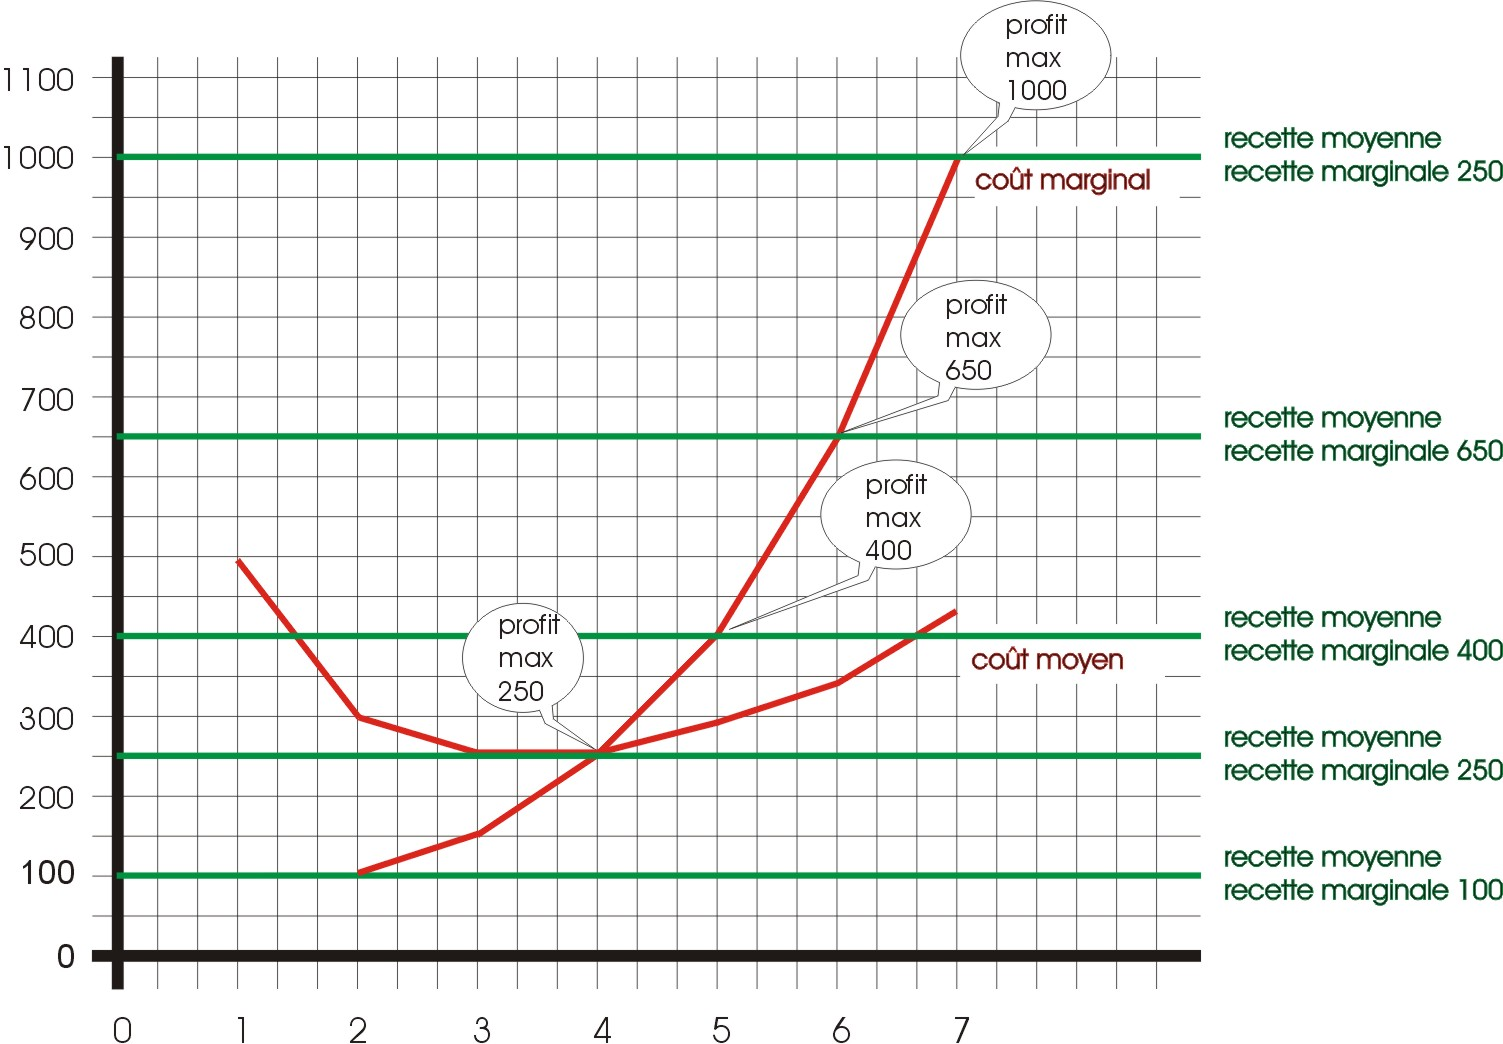 profit
max
1000
1100
1000
recette moyenne
recette marginale 250
coût marginal
900
800
profit
max
650
700
recette moyenne
recette marginale 650
600
profit
max
400
500
400
profit
max
250
recette moyenne
recette marginale 400
coût moyen
300
recette moyenne
recette marginale 250
200
100
recette moyenne
recette marginale 100
0
0 1 2 3 4 5 6 7